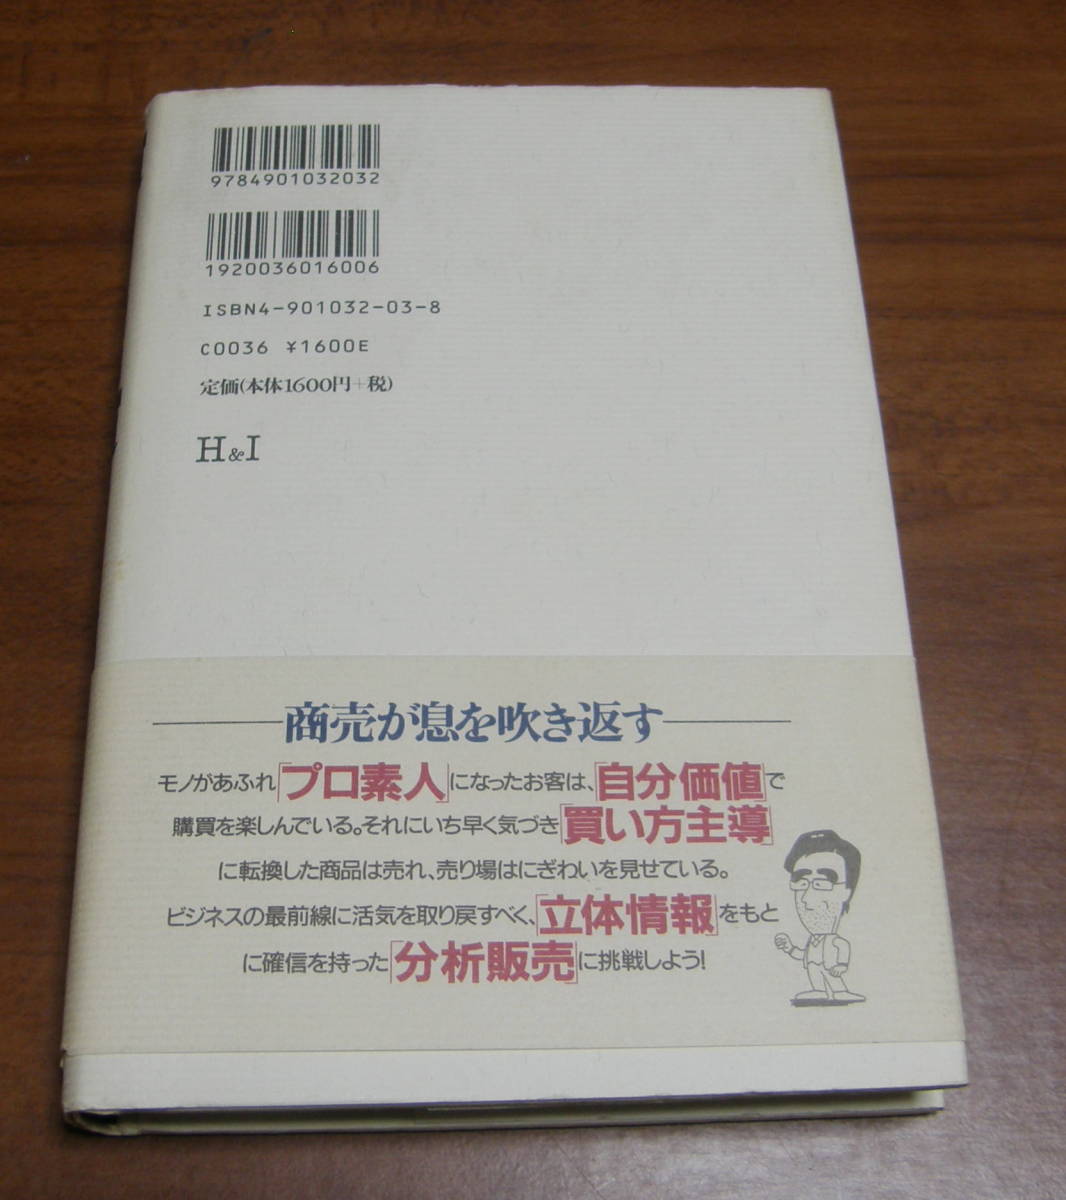 9784901032032
1920036016006
ISBN4-901032-03-8
C0036 ¥1600E
定価(本体1600円+税)
H&I
商売が息を吹き返す
モノがあふれ「プロ素人」になったお客は、「自分価値」で
購買を楽しんでいる。それにいち早く気づき「買い方主導」
に転換した商品は売れ、売り場はにぎわいを見せている。
ビジネスの最前線に活気を取り戻すべく、「立体情報」をもと
に確信を持った「分析販売」に挑戦しよう!